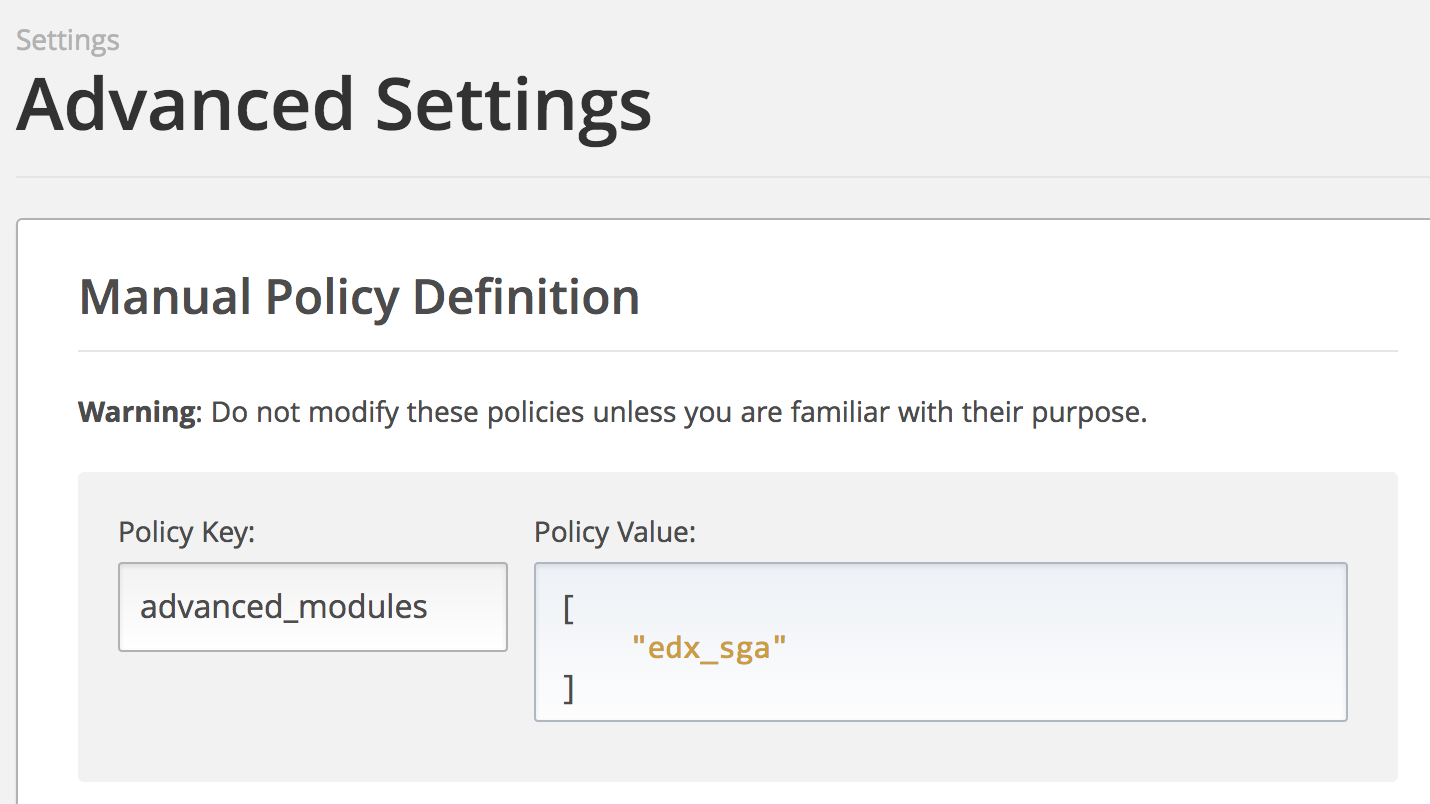 Settings
Advanced Settings
Manual Policy Definition
Warning: Do not modify these policies unless you are familiar with their purpose.
Policy Key:
Policy Value:
advanced_modules
[
"edx_sga"
]